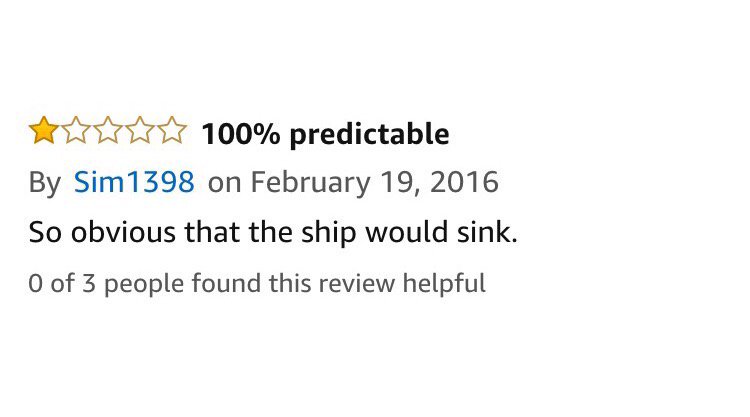 100% predictable
By Sim1398 on February 19, 2016
So obvious that the ship would sink.
0 of 3 people found this review helpful